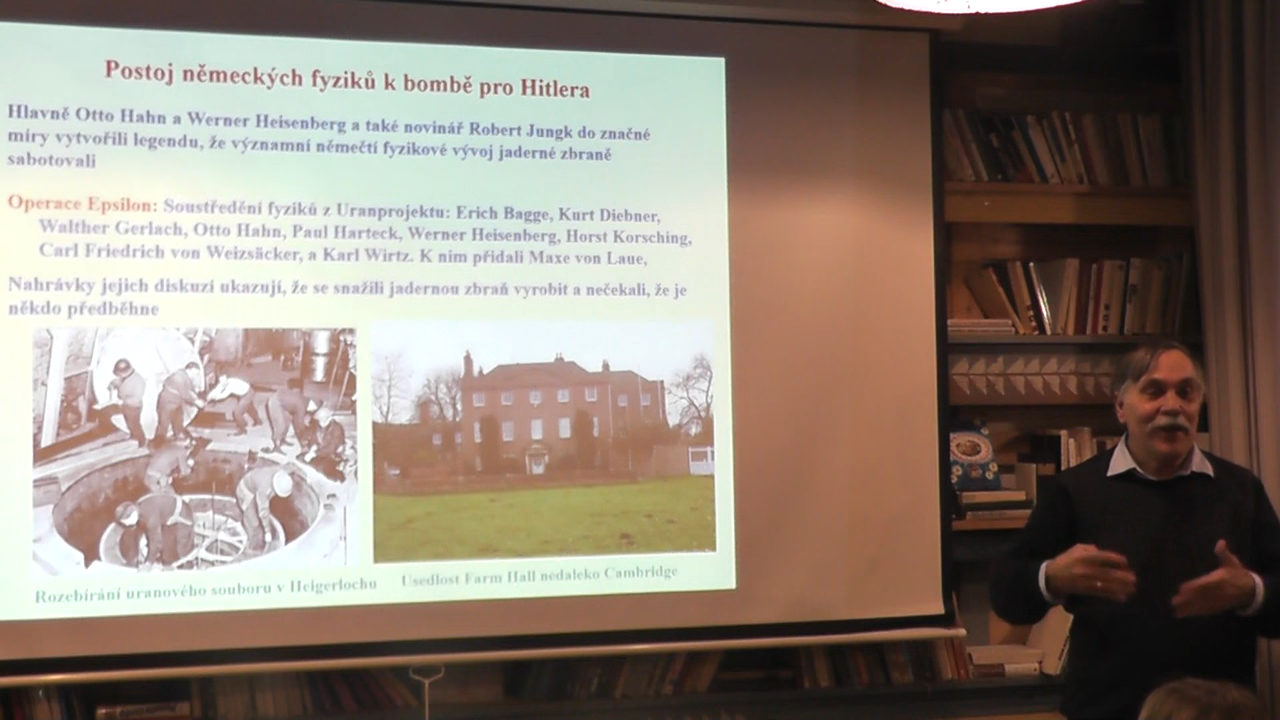 Postoj německých fyziků k bombě pro Hitlera
Hlavně Otto Hahn a Werner Heisenberg a také novinář Robert Jungk do značné
míry vytvořili legendu, že významní němečtí fyzikové vývoj jaderné zbraně
sabotovali
Operace Epsilon: Soustředění fyziků z Uranprojektu: Erich Bagge, Kurt Diebner,
Walther Gerlach, Otto Hahn, Paul Harteck, Werner Heisenberg, Horst Korsching,
Carl Friedrich von Weizsäcker, a Karl Wirtz. K nim přidali Maxe von Laue,
Nahrávky jejich diskuzí ukazují, že se snažili jadernou zbraň vyrobit a nečekali, že je
někdo předběhne
Rozebírání uranového souboru v Heigerlochu
Usedlost Farm Hall nedaleko Cambridge